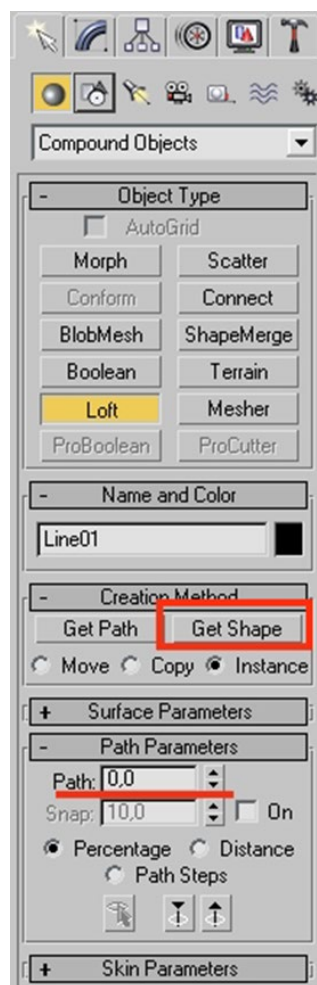 Compound Objects
- Object Type
AutoGrid
Morph Scatter
Conform Connect
BlobMesh ShapeMerge
Boolean Terrain
Loft Mesher
ProBoolean ProCutter
- Name and Color
Line01
- Creation Method
Get Path Get Shape
Move Copy Instance
+ Surface Parameters
- Path Parameters
Path: 0,0
Snap: 10,0 On
Percentage Distance
Path Steps
+ Skin Parameters